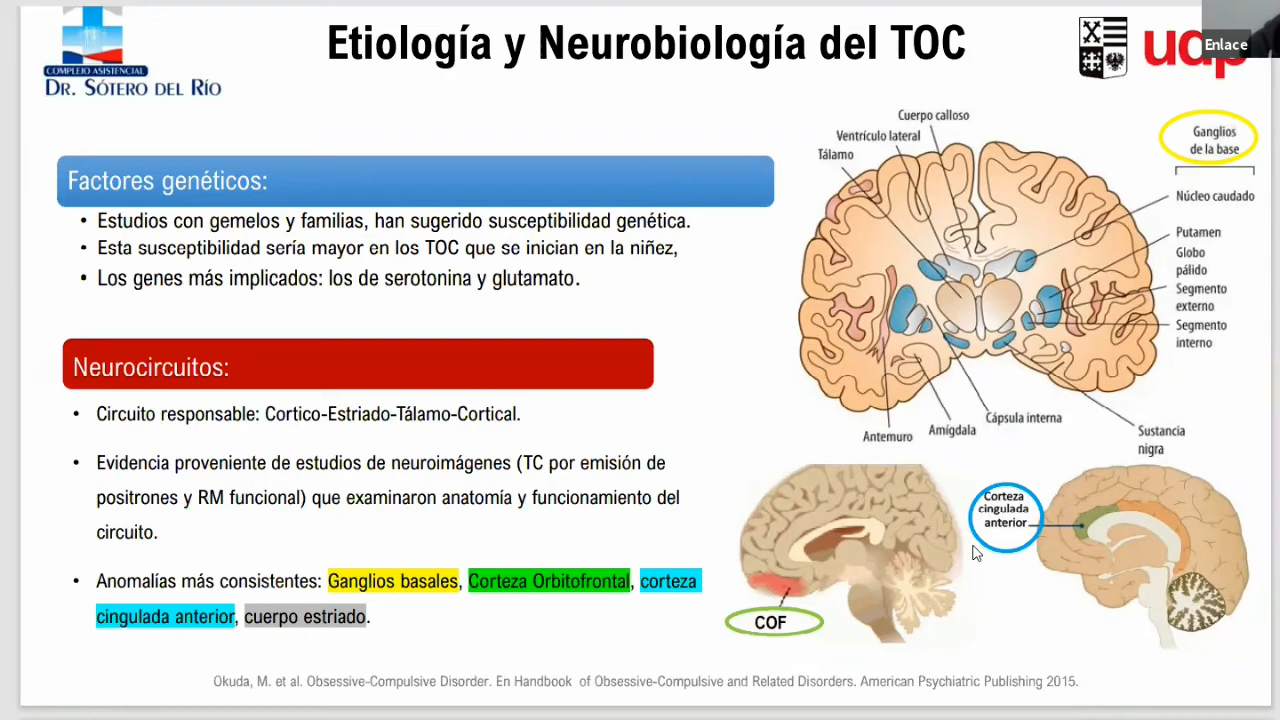 Etiología y Neurobiología del TOC
COMPLEJO ASISTENCIAL
DR. SÓTERO DEL RÍO
udp
Enlace
Factores genéticos:
• Estudios con gemelos y familias, han sugerido susceptibilidad genética.
• Esta susceptibilidad sería mayor en los TOC que se inician en la niñez,
• Los genes más implicados: los de serotonina y glutamato.
Neurocircuitos:
• Circuito responsable: Cortico-Estriado-Tálamo-Cortical.
• Evidencia proveniente de estudios de neuroimágenes (TC por emisión de
positrones y RM funcional) que examinaron anatomía y funcionamiento del
circuito.
• Anomalías más consistentes: Ganglios basales, Corteza Orbitofrontal, corteza
cingulada anterior, cuerpo estriado.
Cuerpo calloso
Ventrículo lateral
Tálamo
Ganglios
de la base
Núcleo caudado
Putamen
Globo
pálido
Segmento
externo
Segmento
interno
Cápsula interna
Amígdala
Antemuro
Sustancia
nigra
Corteza
cingulada
anterior
COF
Okuda, M. et al. Obsessive-Compulsive Disorder. En Handbook of Obsessive-Compulsive and Related Disorders. American Psychiatric Publishing 2015.